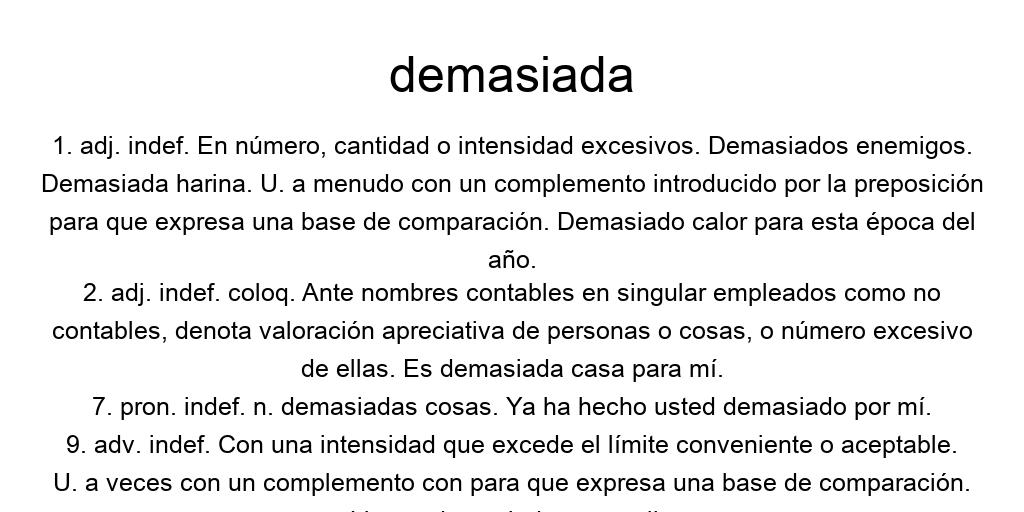 demasiada
1. adj. indef. En número, cantidad o intensidad excesivos. Demasiados enemigos.
Demasiada harina. U. a menudo con un complemento introducido por la preposición
para que expresa una base de comparación. Demasiado calor para esta época del
año.
2. adj. indef. coloq. Ante nombres contables en singular empleados como no
contables, denota valoración apreciativa de personas o cosas, o número excesivo
de ellas. Es demasiada casa para mí.
7. pron. indef. n. demasiadas cosas. Ya ha hecho usted demasiado por mí.
9. adv. indef. Con una intensidad que excede el límite conveniente o aceptable.
U. a veces con un complemento con para que expresa una base de comparación.